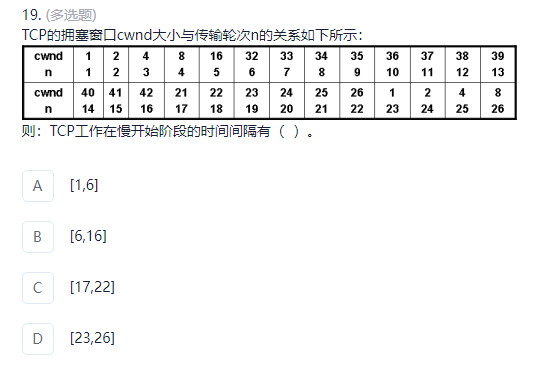 19. (多选题)
TCP的拥塞窗口cwnd大小与传输轮次n的关系如下所示：
cwnd 1 2 4 8 16 32 33 34 35 36 37 38 39
n 1 2 3 4 5 6 7 8 9 10 11 12 13
cwnd 40 41 42 21 22 23 24 25 26 1 2 4 8
n 14 15 16 17 18 19 20 21 22 23 24 25 26
则：TCP工作在慢开始阶段的时间间隔有（ ）。
A [1,6]
B [6,16]
C [17,22]
D [23,26]